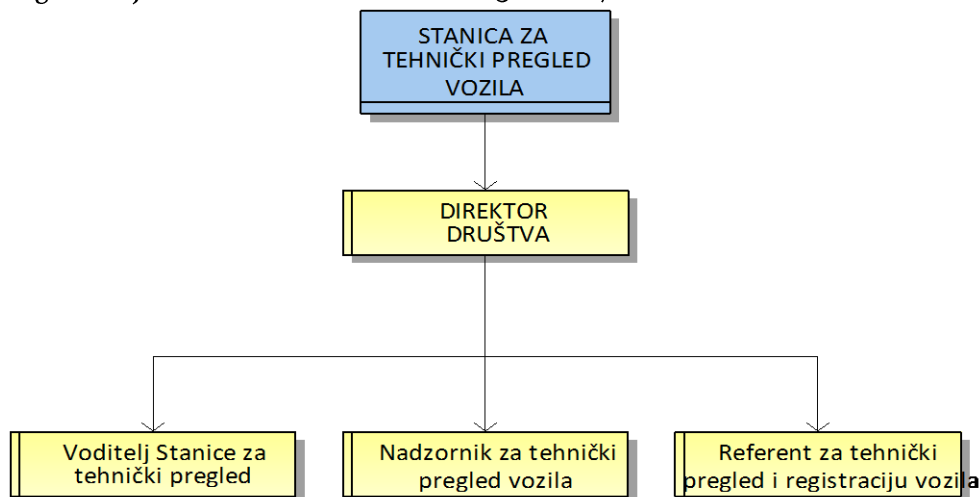 STANICA ZA
TEHNIČKI PREGLED
VOZILA
DIREKTOR
DRUŠTVA
Voditelj Stanice za
tehnički pregled
Nadzornik za tehnički
pregled vozila
Referent za tehnički
pregled i registraciju vozila